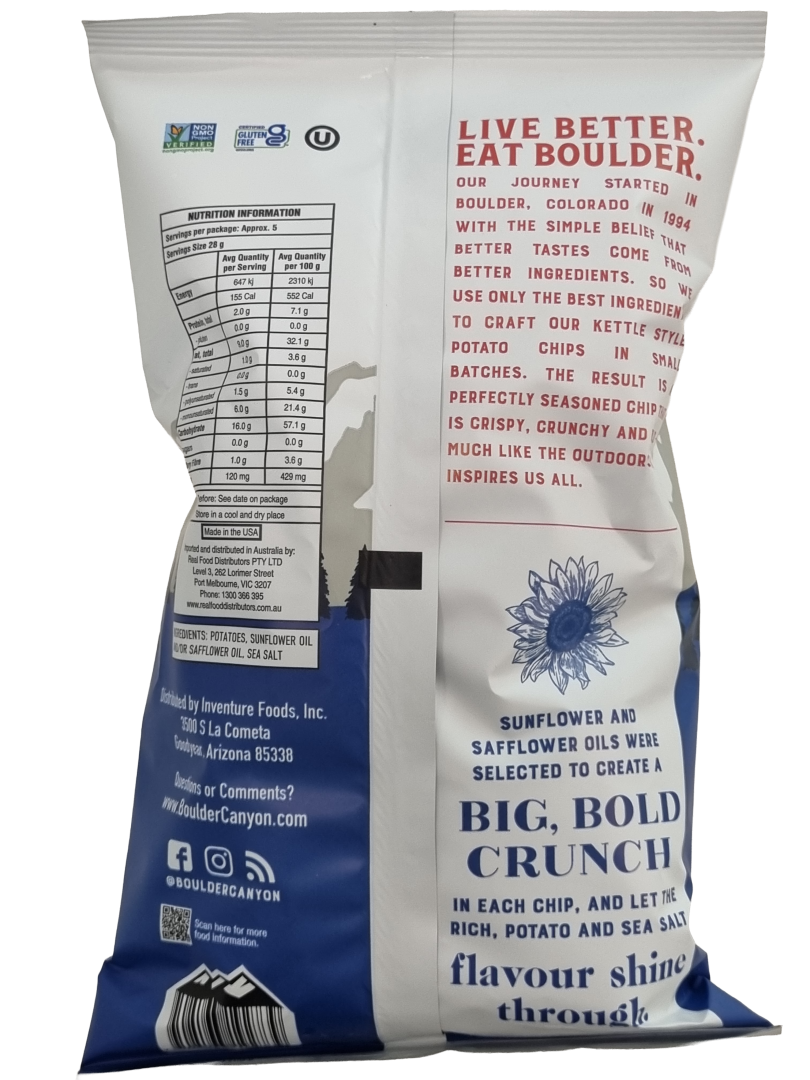 NON
GMO
Project
VERIFIED
nongmoproject.org
CERTIFIED
GLUTEN
FREE
U
NUTRITION INFORMATION
Servings per package: Approx. 5
Servings Size 28 g
Avg Quantity per Serving Avg Quantity per 100 g
Energy 647 kj 2310 kj
155 Cal 552 Cal
Protein, total 2.0 g 7.1 g
0.0 g 0.0 g
total 9.0 g 32.1 g
-saturated 1.0 g 3.6 g
-trans 0.0 g 0.0 g
-polyunsaturated 1.5 g 5.4 g
-monounsaturated 6.0 g 21.4 g
Carbohydrate 16.0 g 57.1 g
0.0 g 0.0 g
Fibre 1.0 g 3.6 g
120 mg 429 mg
See date on package
Store in a cool and dry place
Made in the USA
and distributed in Australia by:
Real Food Distributors PTY LTD
Level 3, 262 Lorimer Street
Port Melbourne, VIC 3207
Phone: 1300 366 395
www.realfooddistributors.com.au
POTATOES, SUNFLOWER OIL
SAFFLOWER OIL, SEA SALT
Distributed by Inventure Foods, Inc.
3500 S La Cometa
Goodyear, Arizona 85338
Questions or Comments?
www.BoulderCanyon.com
@BOULDERCANYON
Scan here for more
food information.
LIVE BETTER.
EAT BOULDER.
OUR JOURNEY STARTED IN
BOULDER, COLORADO IN 1994
WITH THE SIMPLE BELIEF THAT
BETTER TASTES COME FROM
BETTER INGREDIENTS. SO WE
USE ONLY THE BEST
TO CRAFT OUR KETTLE STYLE
POTATO CHIPS IN SMALL
BATCHES. THE RESULT IS
PERFECTLY SEASONED CHIP
IS CRISPY, CRUNCHY AND
MUCH LIKE THE OUTDOORS
INSPIRES US ALL.
SUNFLOWER AND
SAFFLOWER OILS WERE
SELECTED TO CREATE A
BIG, BOLD
CRUNCH
IN EACH CHIP, AND LET THE
RICH, POTATO AND SEA SALT
flavour shine
through.